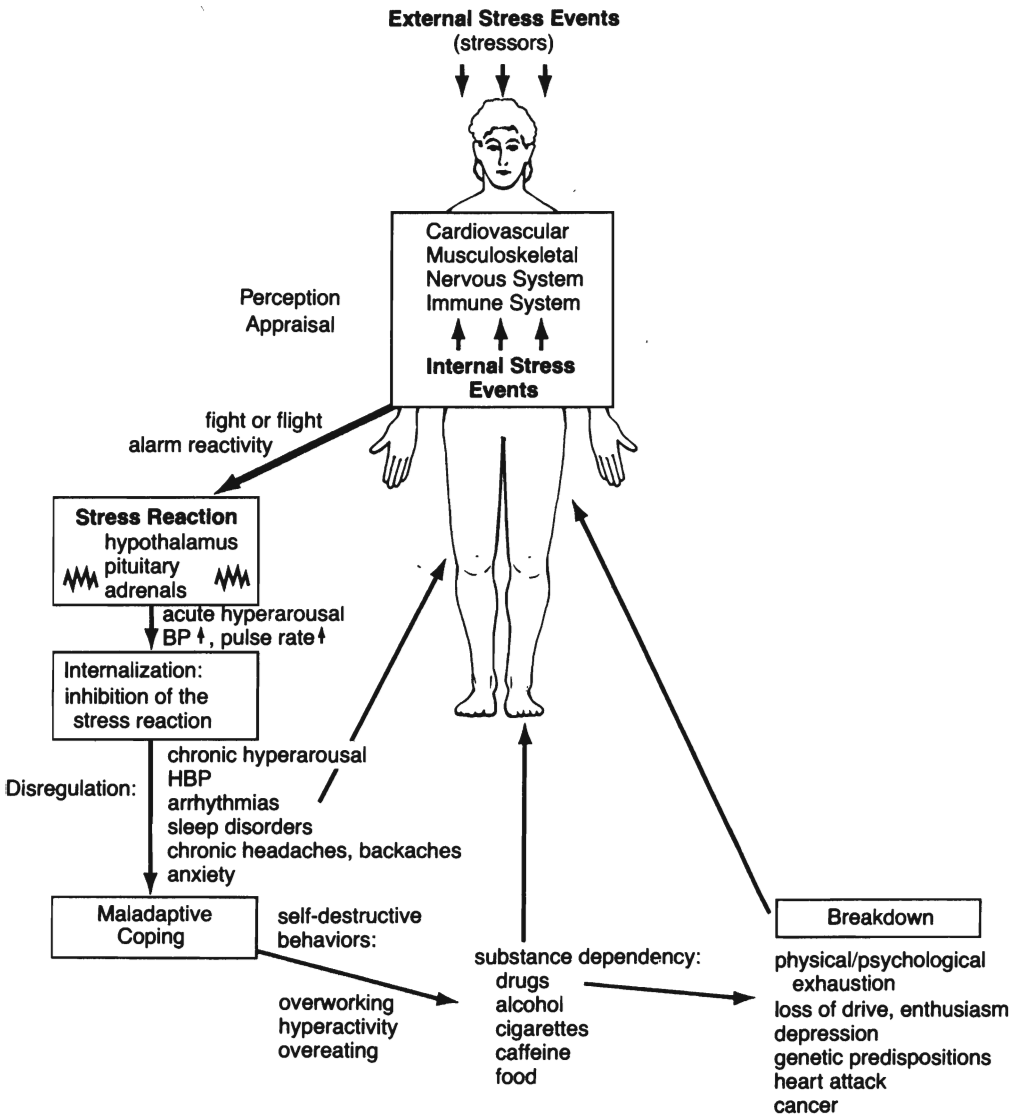 External Stress Events
(stressors)
Cardiovascular
Musculoskeletal
Nervous System
Immune System
Internal Stress
Events
Perception
Appraisal
fight or flight
alarm reactivity
Stress Reaction
hypothalamus
pituitary
adrenals
acute hyperarousal
BP ↑, pulse rate ↑
Internalization:
inhibition of the
stress reaction
Disregulation:
chronic hyperarousal
HBP
arrhythmias
sleep disorders
chronic headaches, backaches
anxiety
Maladaptive
Coping
self-destructive
behaviors:
overworking
hyperactivity
overeating
substance dependency:
drugs
alcohol
cigarettes
caffeine
food
Breakdown
physical/psychological
exhaustion
loss of drive, enthusiasm
depression
genetic predispositions
heart attack
cancer